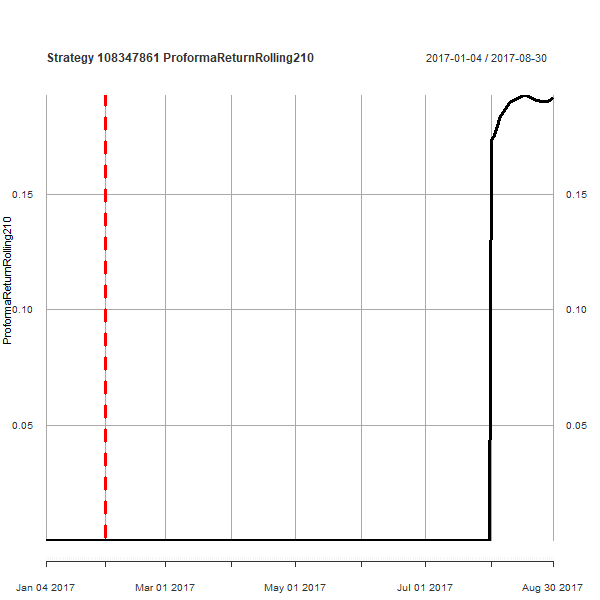 Strategy 108347861 ProformaReturnRolling210
2017-01-04 / 2017-08-30
ProformaReturnRolling210
0.15
0.10
0.05
0.15
0.10
0.05
Jan 04 2017
Mar 01 2017
May 01 2017
Jul 01 2017
Aug 30 2017